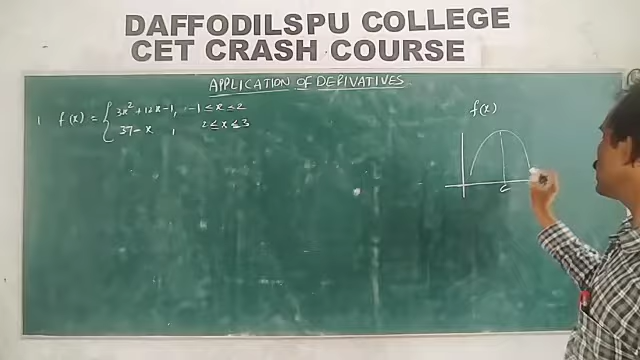 DAFFODILSPU COLLEGE
CET CRASH COURSE
APPLICATION OF DERIVATIVES
1 f(x) = { 3x² + 12x - 1, -1 ≤ x ≤ 2
37 - x , 2 ≤ x ≤ 3
f(x)
c